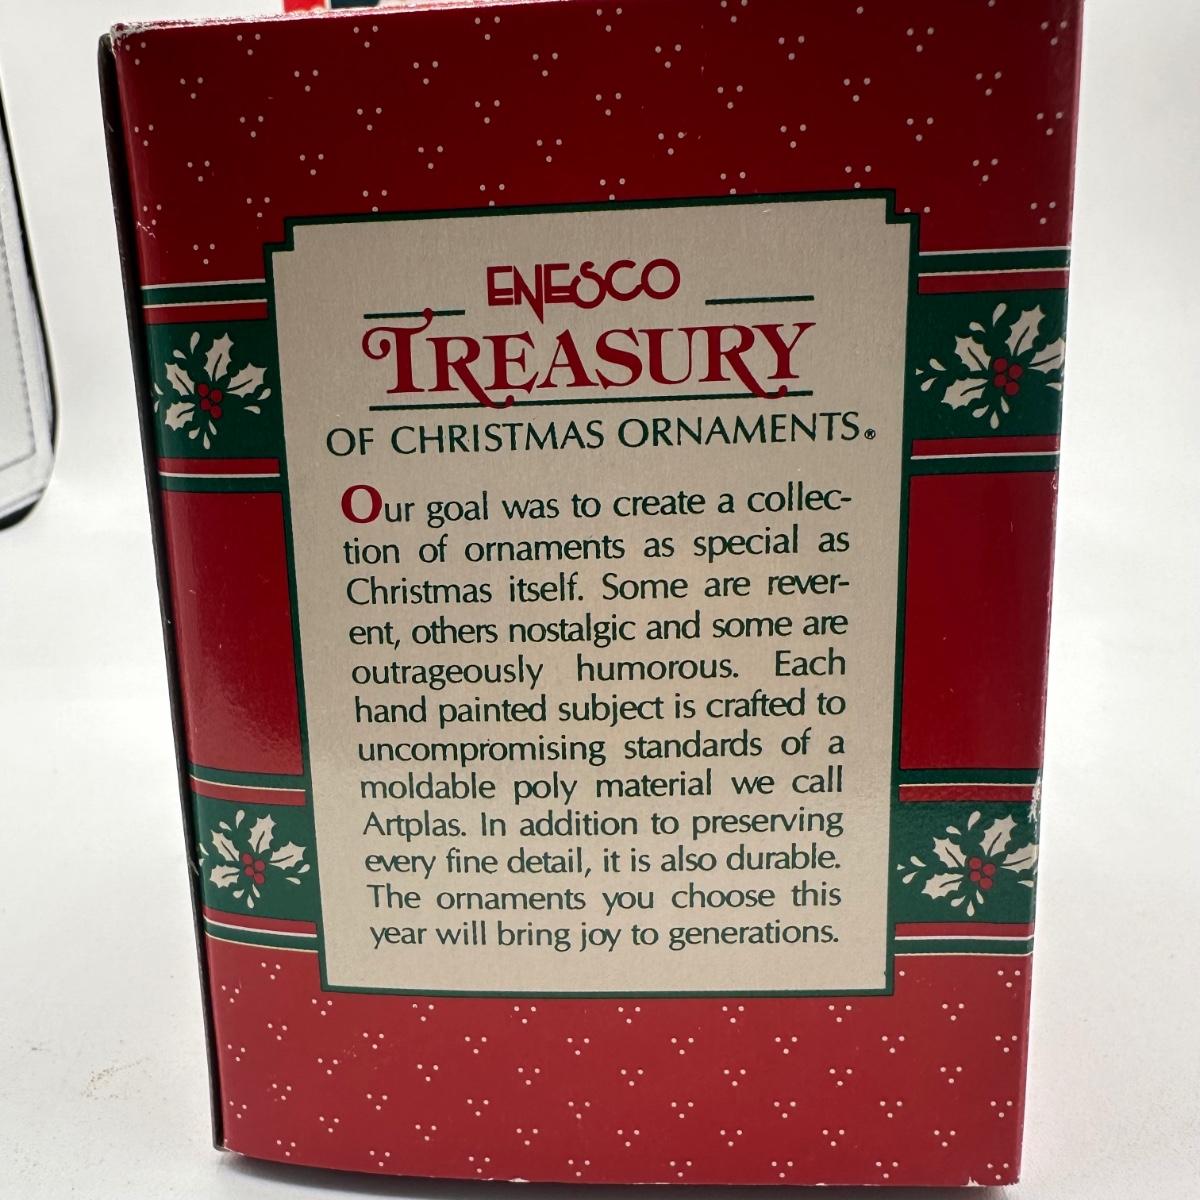 ENESCO
TREASURY
OF CHRISTMAS ORNAMENTS®
Our goal was to create a collec-
tion of ornaments as special as
Christmas itself. Some are rever-
ent, others nostalgic and some are
outrageously humorous. Each
hand painted subject is crafted to
uncompromising standards of a
moldable poly material we call
Artplas. In addition to preserving
every fine detail, it is also durable.
The ornaments you choose this
year will bring joy to generations.